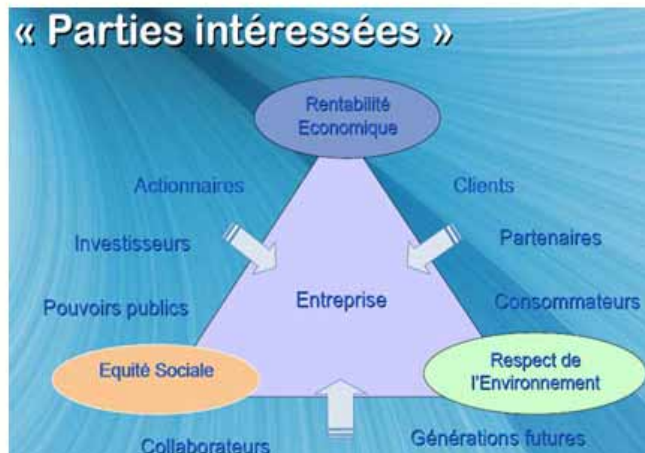 « Parties intéressées »
Rentabilité
Economique
Actionnaires
Clients
Investisseurs
Partenaires
Pouvoirs publics
Entreprise
Consommateurs
Equité Sociale
Respect de
l'Environnement
Collaborateurs
Générations futures